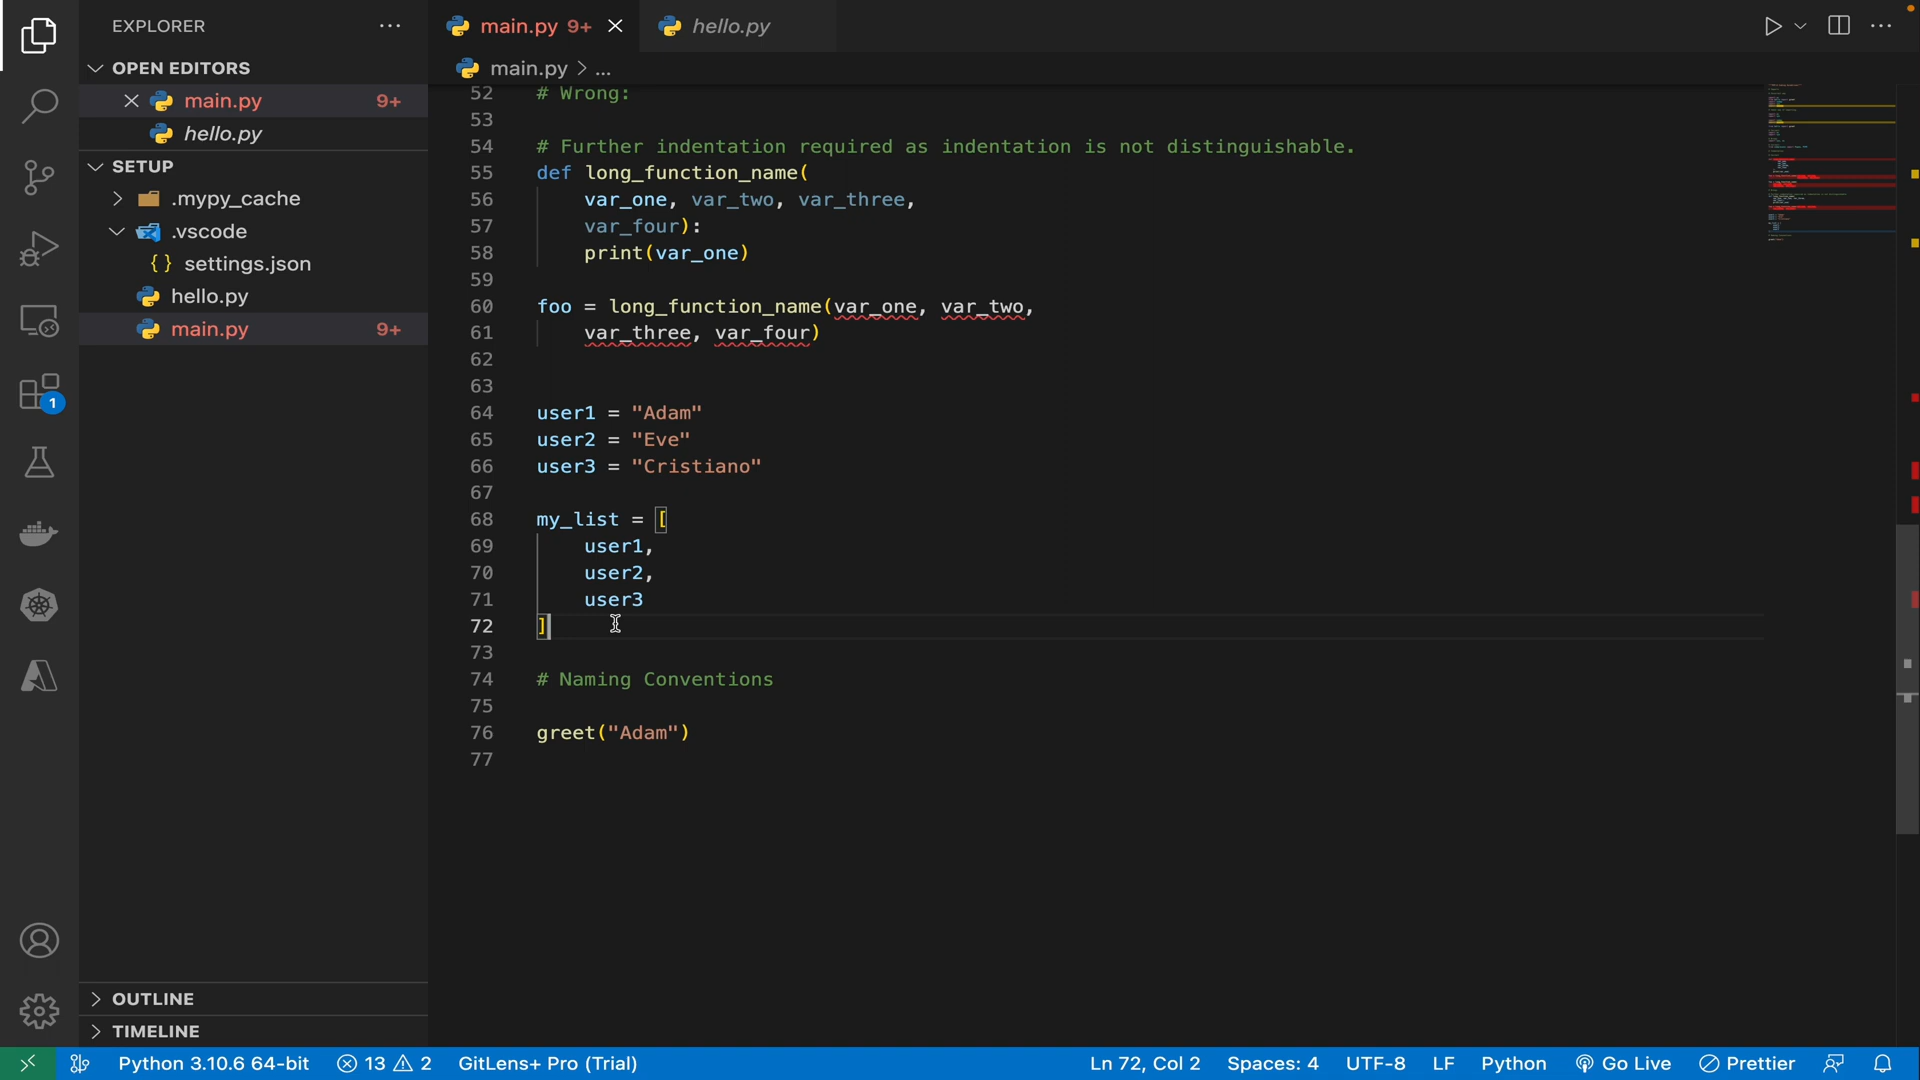 EXPLORER
OPEN EDITORS
main.py 9+
hello.py
SETUP
.mypy_cache
.vscode
{} settings.json
hello.py
main.py 9+
OUTLINE
TIMELINE
1
main.py 9+
hello.py
main.py > ...
52 # Wrong:
53
54 # Further indentation required as indentation is not distinguishable.
55 def long_function_name(
56     var_one, var_two, var_three,
57     var_four):
58     print(var_one)
59
60 foo = long_function_name(var_one, var_two,
61     var_three, var_four)
62
63
64 user1 = "Adam"
65 user2 = "Eve"
66 user3 = "Cristiano"
67
68 my_list = [
69     user1,
70     user2,
71     user3
72 ]
73
74 # Naming Conventions
75
76 greet("Adam")
77
Python 3.10.6 64-bit 13 2 GitLens+ Pro (Trial) Ln 72, Col 2 Spaces: 4 UTF-8 LF Python Go Live Prettier